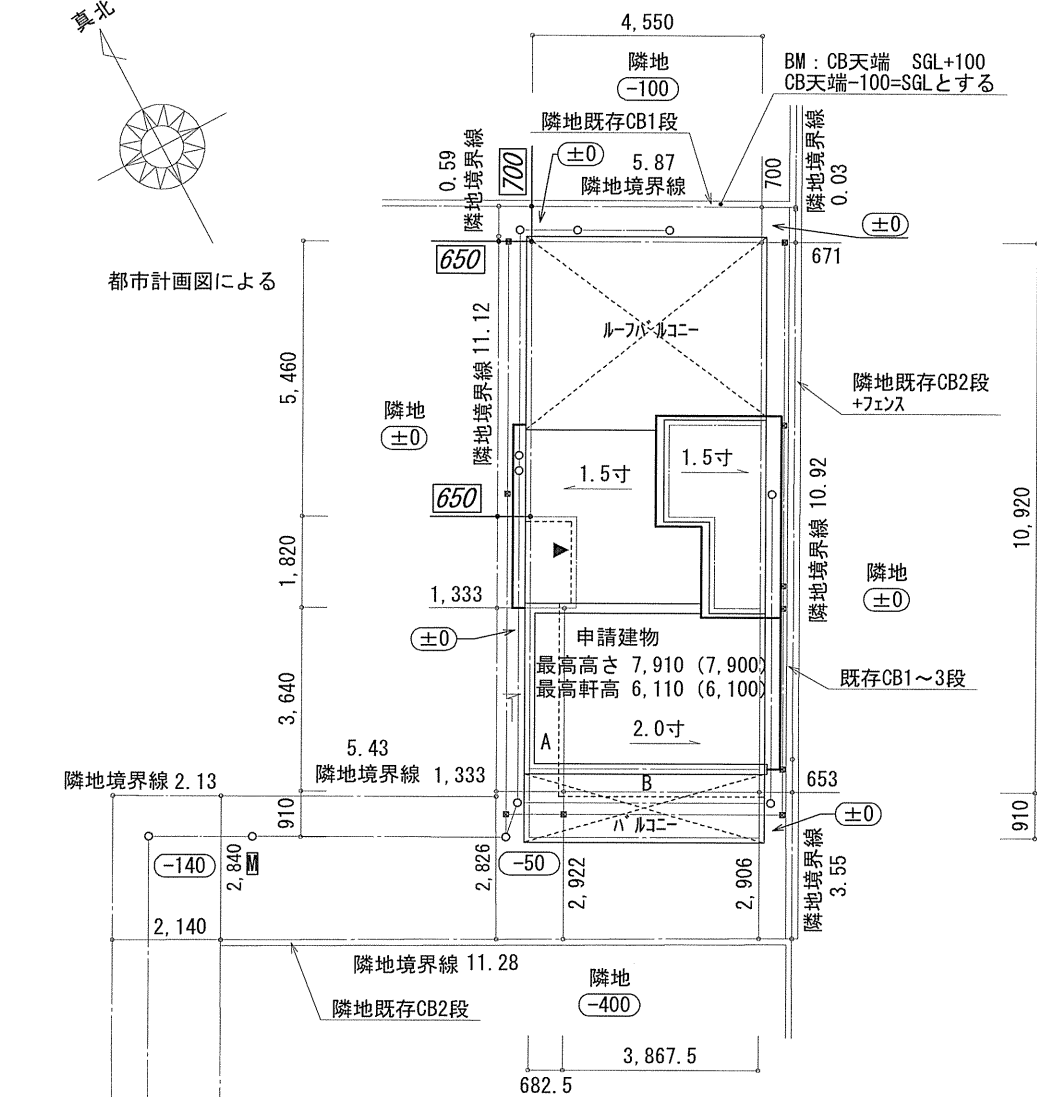 真北
4,550
隣地
-100
BM：CB天端　SGL+100
CB天端-100=SGLとする
隣地既存CB1段
±0
0.59
隣地境界線
700
5.87
隣地境界線
700
隣地境界線
0.03
±0
650
671
都市計画図による
ルーフバルコニー
隣地境界線 11.12
5,460
隣地
±0
隣地既存CB2段
+フェンス
1.5寸
1.5寸
650
隣地境界線 10.92
10,920
1,820
隣地
±0
1,333
±0
申請建物
最高高さ 7,910 (7,900)
最高軒高 6,110 (6,100)
既存CB1～3段
3,640
2.0寸
A
5.43
隣地境界線 1,333
隣地境界線 2.13
B
653
910
バルコニー
±0
910
-140
2,840
M
2,826
-50
2,922
2,906
隣地境界線
3.55
2,140
隣地境界線 11.28
隣地
-400
隣地既存CB2段
3,867.5
682.5